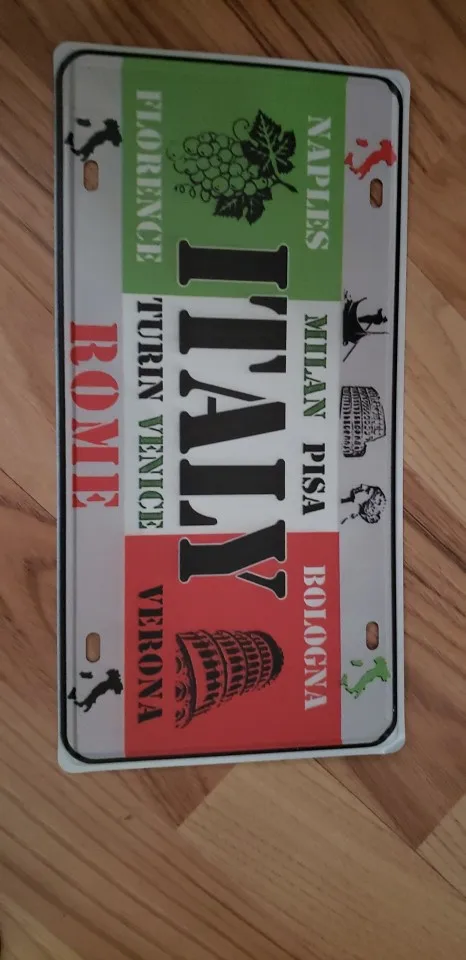 NAPLES MILAN PISA BOLOGNA
ITALY
FLORENCE TURIN VENICE VERONA
ROME